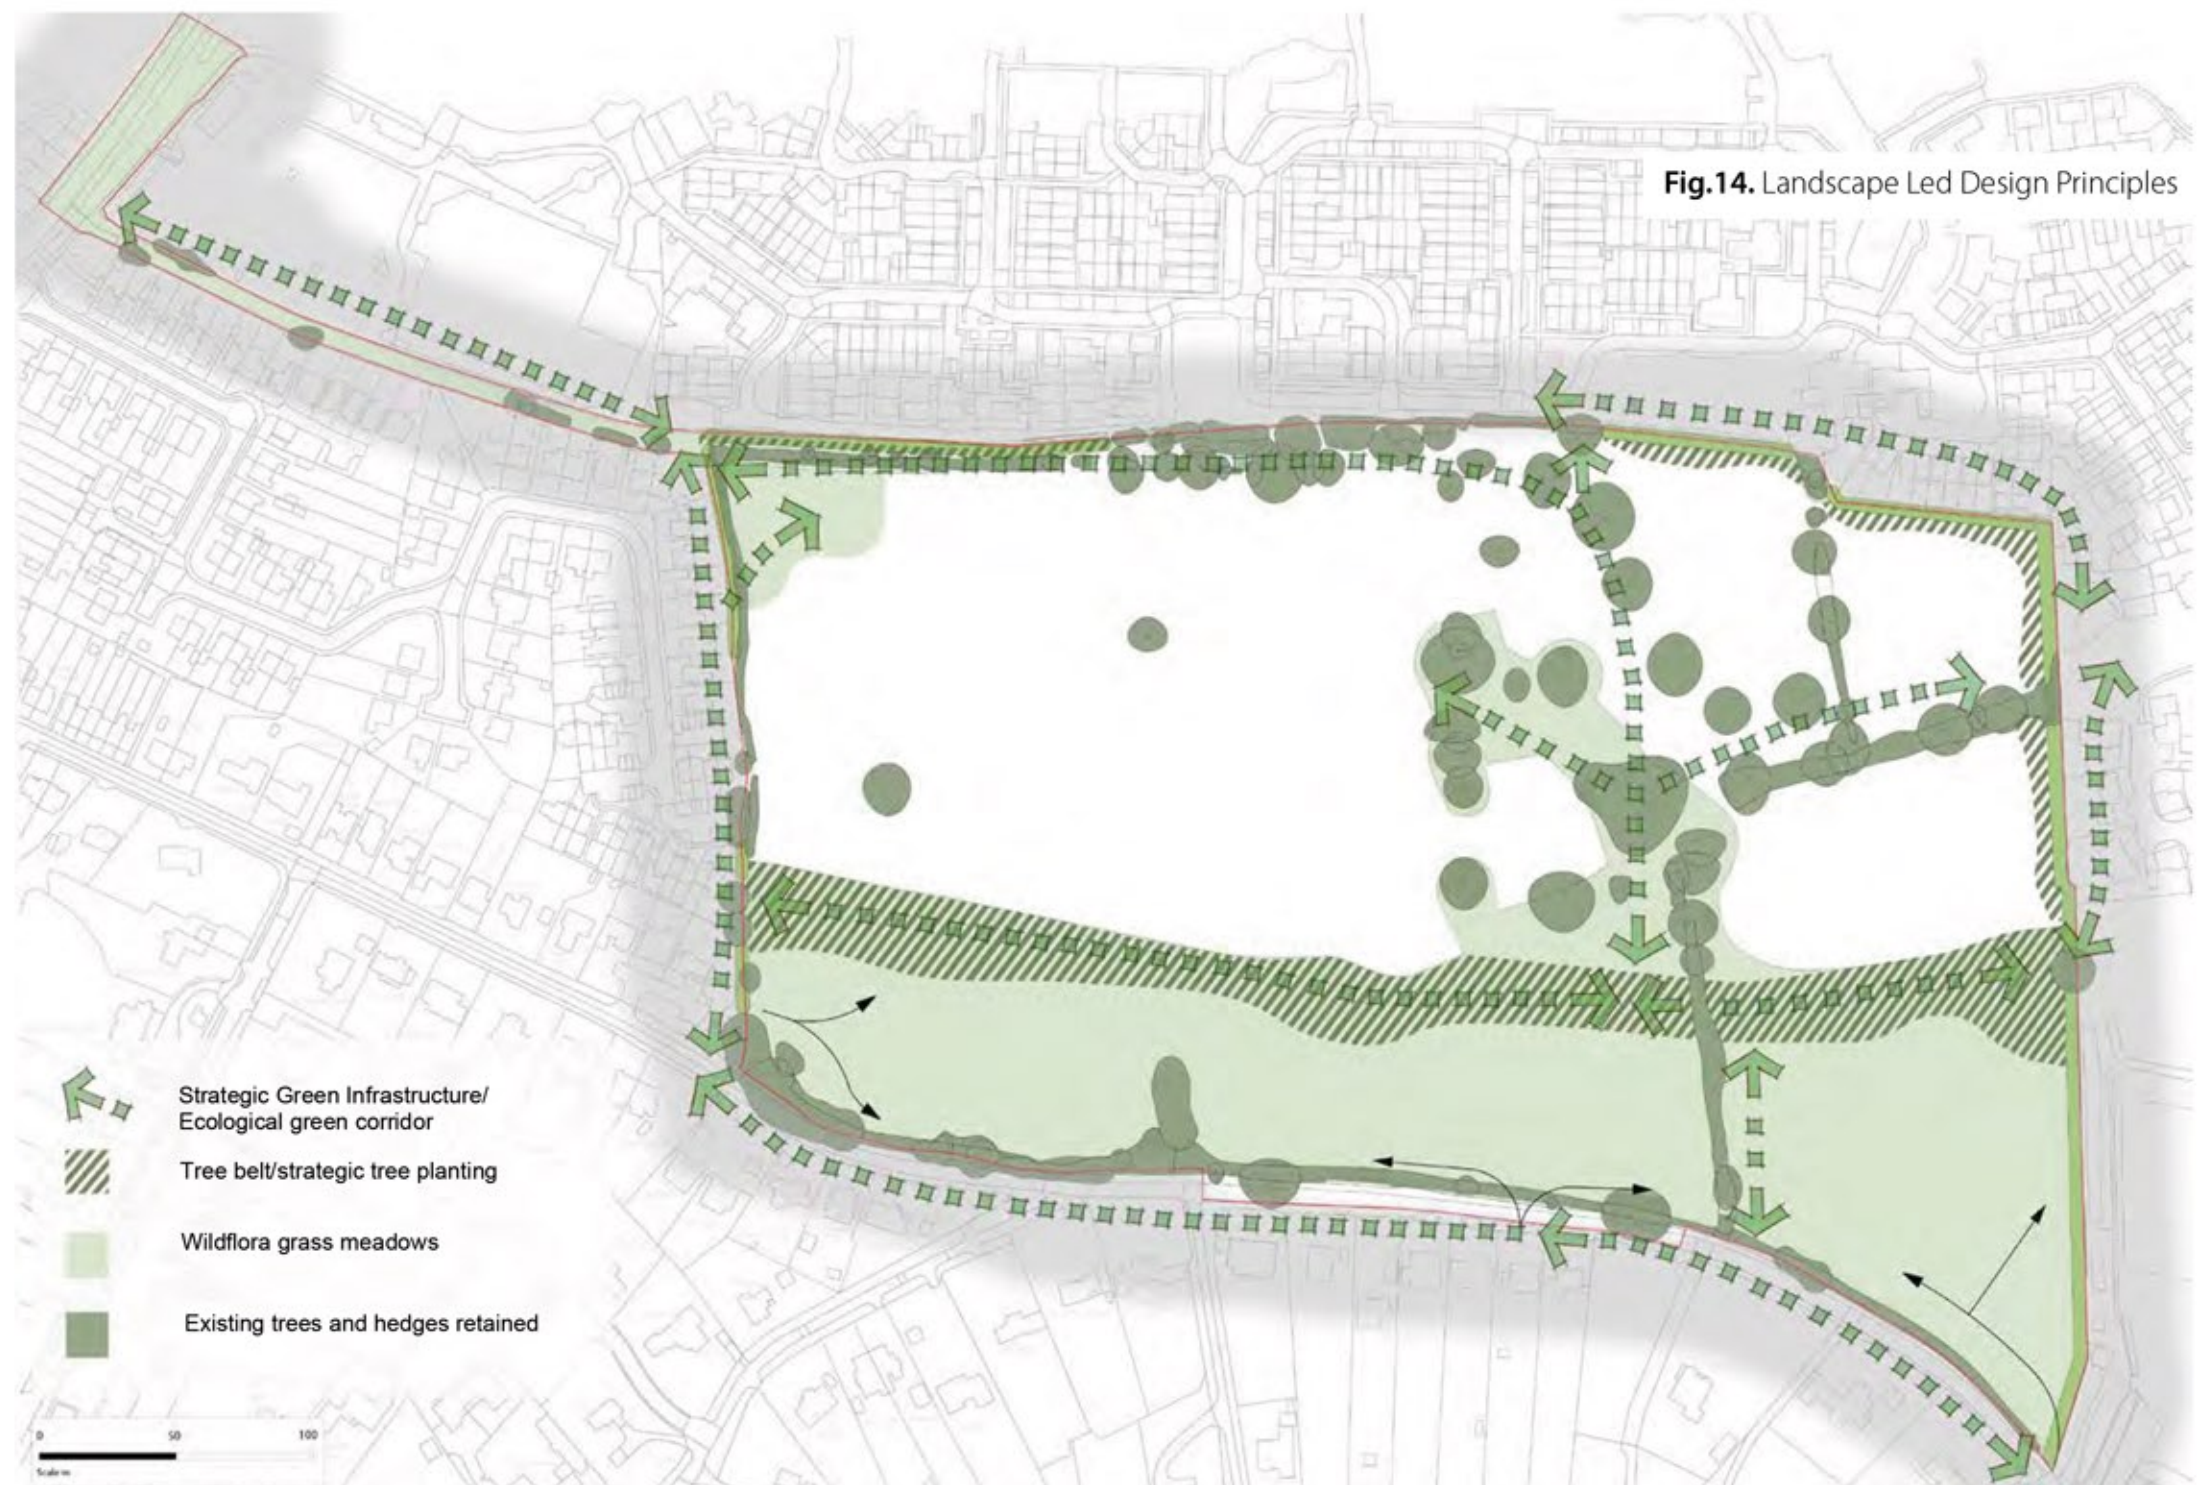 Fig.14. Landscape Led Design Principles
Strategic Green Infrastructure/
Ecological green corridor
Tree belt/strategic tree planting
Wildflora grass meadows
Existing trees and hedges retained
0 50 100
Scale m